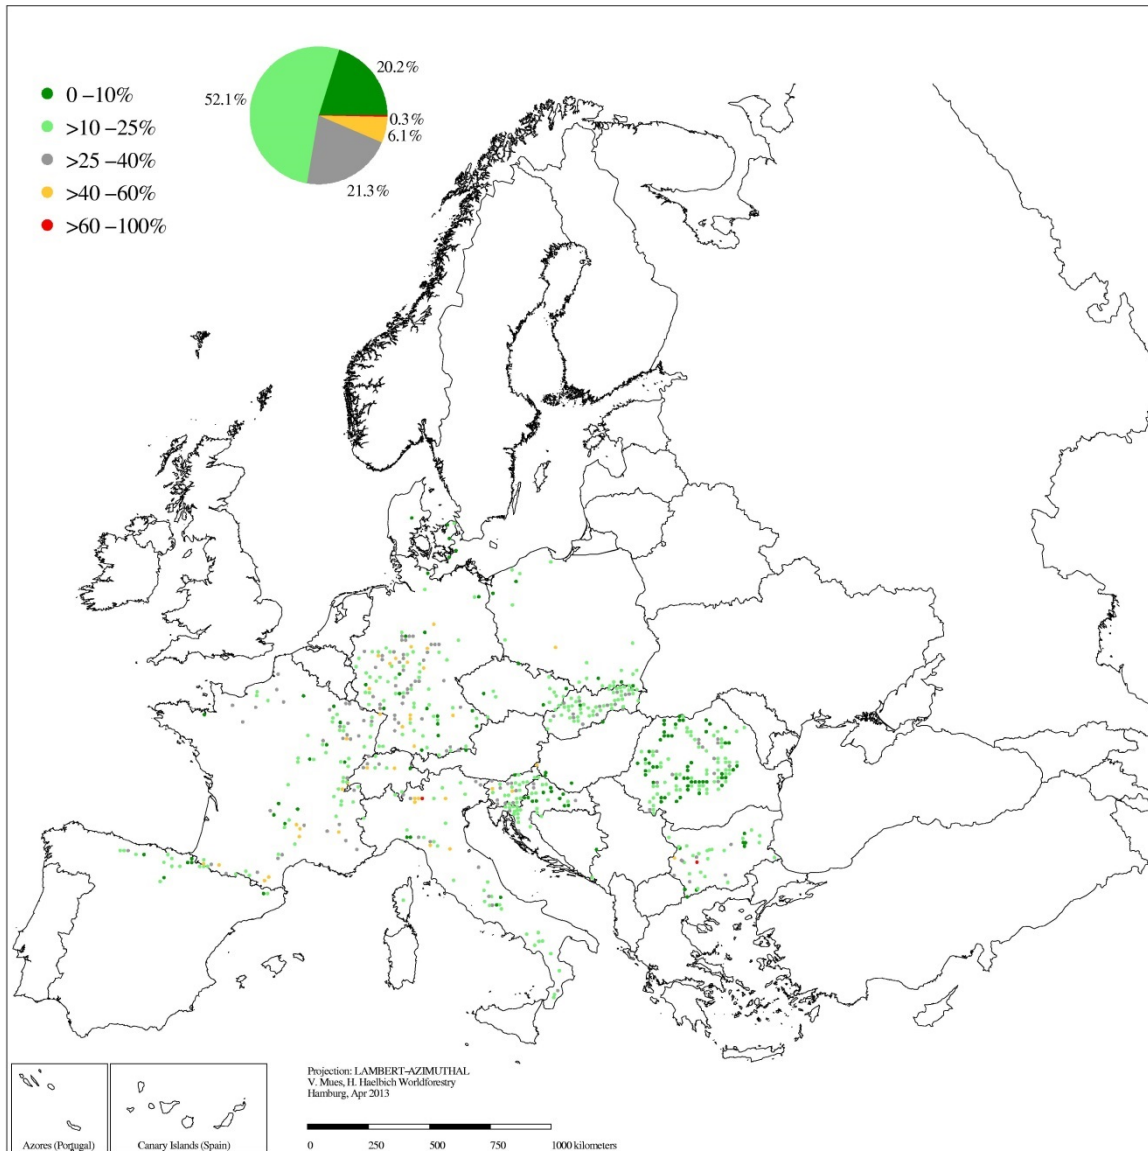 0 –10%
>10 –25%
>25 –40%
>40 –60%
>60 –100%
20.2%
52.1%
0.3%
6.1%
21.3%
Projection: LAMBERT–AZIMUTHAL
V. Mues, H. Haelbich Worldforestry
Hamburg, Apr 2013
0 250 500 750 1000 kilometers
Azores (Portugal)
Canary Islands (Spain)